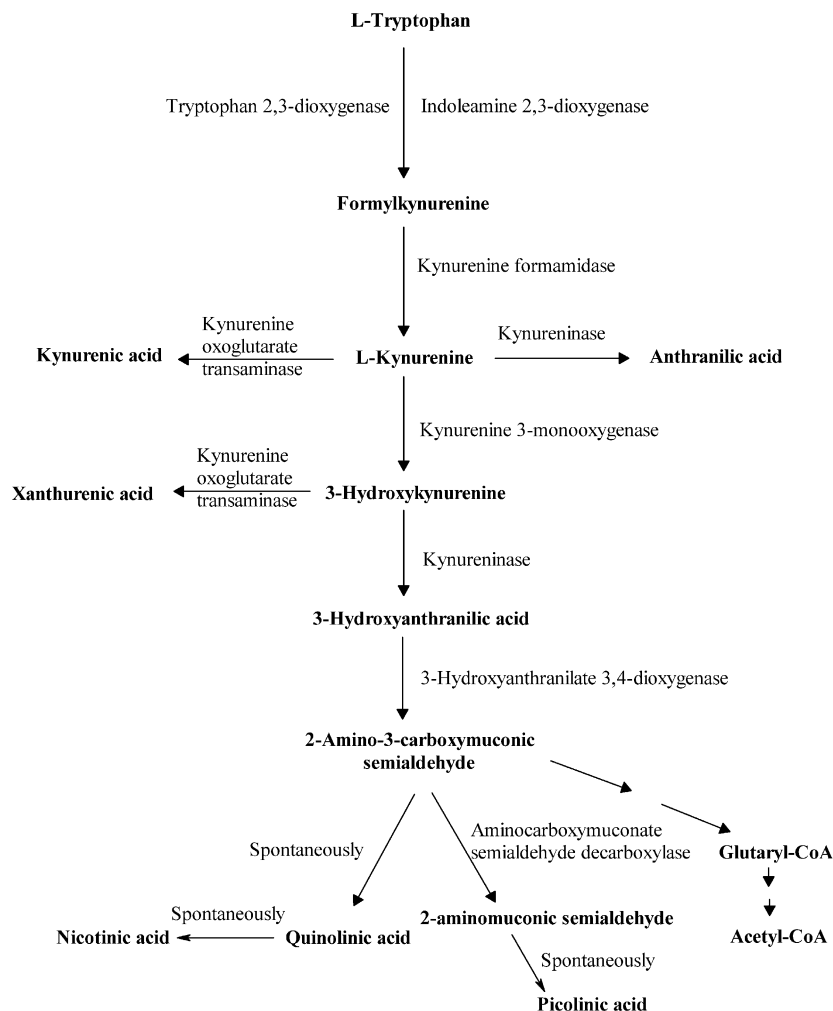 L-Tryptophan
Tryptophan 2,3-dioxygenase
Indoleamine 2,3-dioxygenase
Formylkynurenine
Kynurenine formamidase
Kynurenine
oxoglutarate
transaminase
Kynureninase
Kynurenic acid
L-Kynurenine
Anthranilic acid
Kynurenine 3-monooxygenase
Kynurenine
oxoglutarate
transaminase
Xanthurenic acid
3-Hydroxykynurenine
Kynureninase
3-Hydroxyanthranilic acid
3-Hydroxyanthranilate 3,4-dioxygenase
2-Amino-3-carboxymuconic
semialdehyde
Spontaneously
Aminocarboxymuconate
semialdehyde decarboxylase
Glutaryl-CoA
Spontaneously
2-aminomuconic semialdehyde
Nicotinic acid
Quinolinic acid
Acetyl-CoA
Spontaneously
Picolinic acid